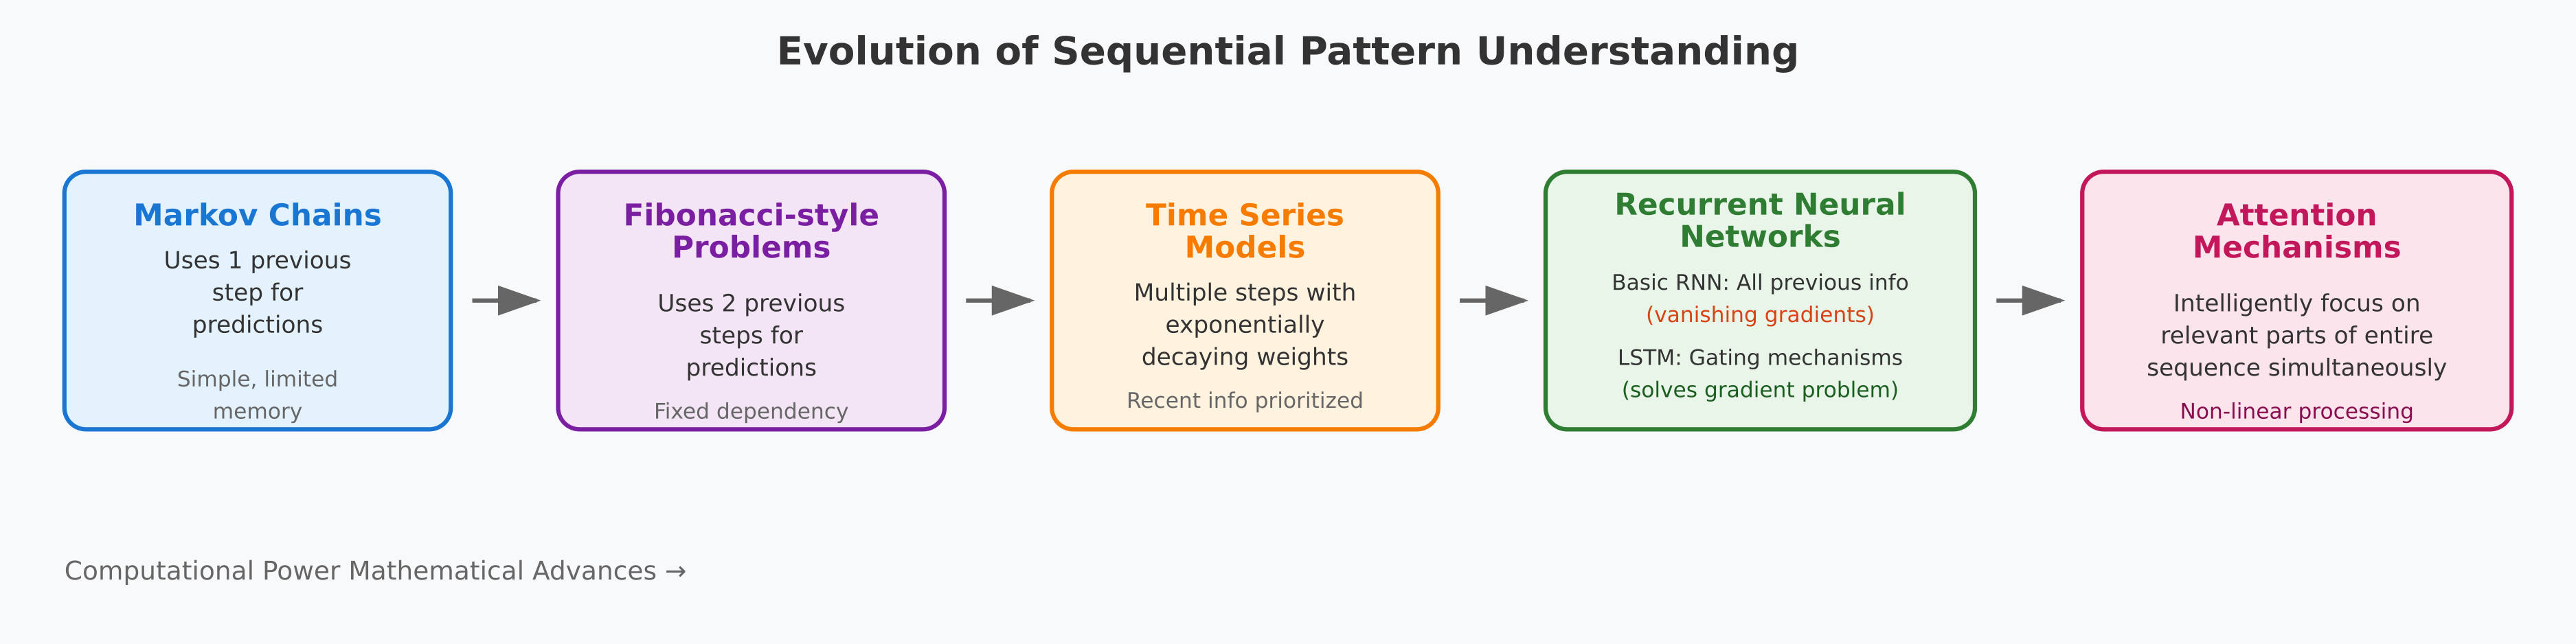 Evolution of Sequential Pattern Understanding
Markov Chains
Uses 1 previous
step for
predictions
Simple, limited
memory
Fibonacci-style
Problems
Uses 2 previous
steps for
predictions
Fixed dependency
Time Series
Models
Multiple steps with
exponentially
decaying weights
Recent info prioritized
Recurrent Neural
Networks
Basic RNN: All previous info
(vanishing gradients)
LSTM: Gating mechanisms
(solves gradient problem)
Attention
Mechanisms
Intelligently focus on
relevant parts of entire
sequence simultaneously
Non-linear processing
Computational Power Mathematical Advances →